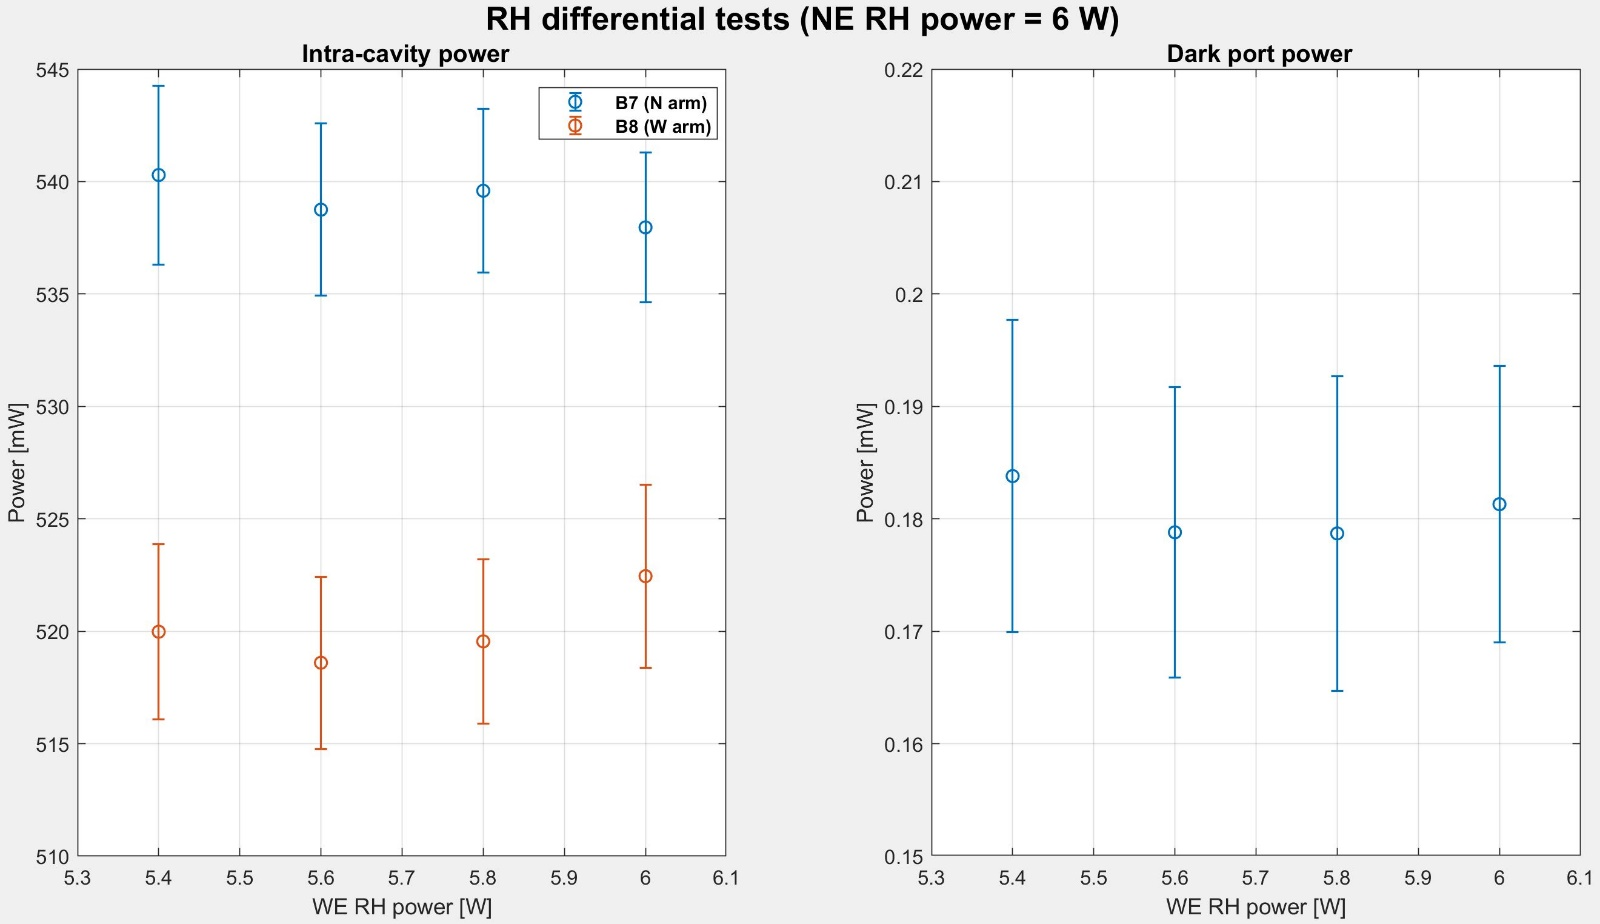 RH differential tests (NE RH power = 6 W)
Intra-cavity power
545
540
535
530
525
520
515
510
Power [mW]
B7 (N arm)
B8 (W arm)
5.3 5.4 5.5 5.6 5.7 5.8 5.9 6 6.1
WE RH power [W]
Dark port power
0.22
0.21
0.2
0.19
0.18
0.17
0.16
0.15
Power [mW]
5.3 5.4 5.5 5.6 5.7 5.8 5.9 6 6.1
WE RH power [W]